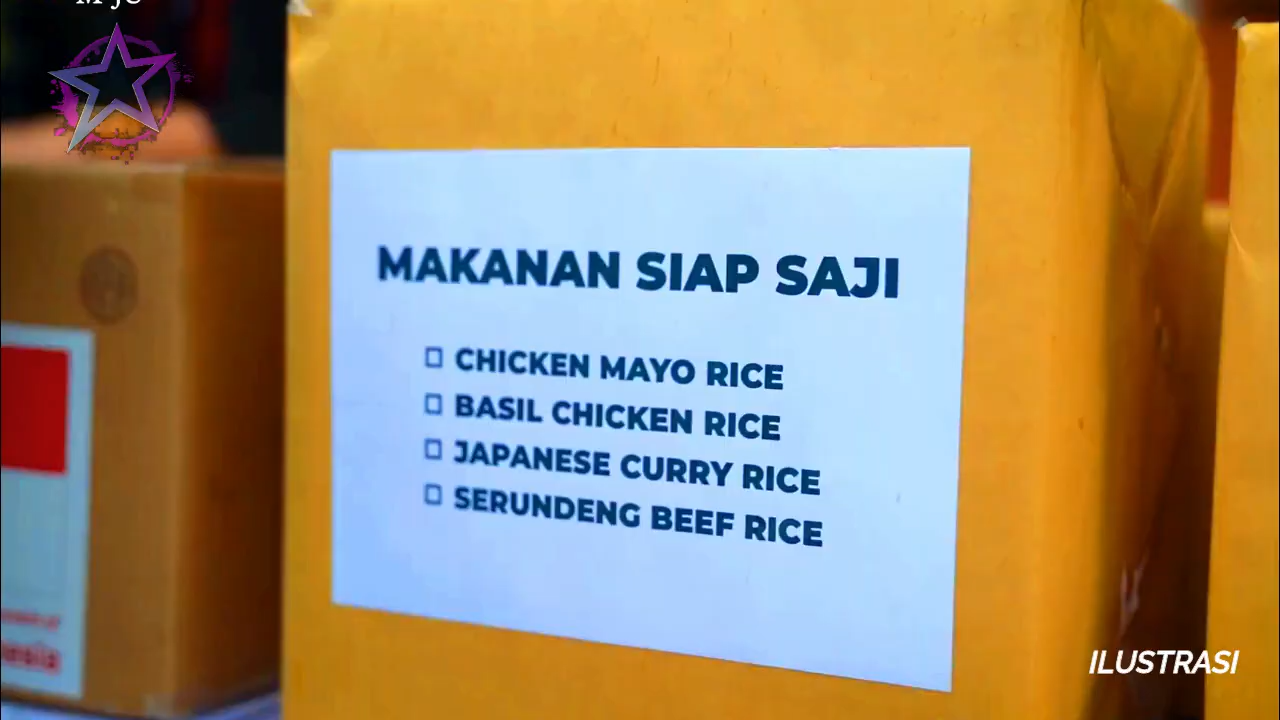 MAKANAN SIAP SAJI
☐ CHICKEN MAYO RICE
☐ BASIL CHICKEN RICE
☐ JAPANESE CURRY RICE
☐ SERUNDENG BEEF RICE
ILUSTRASI